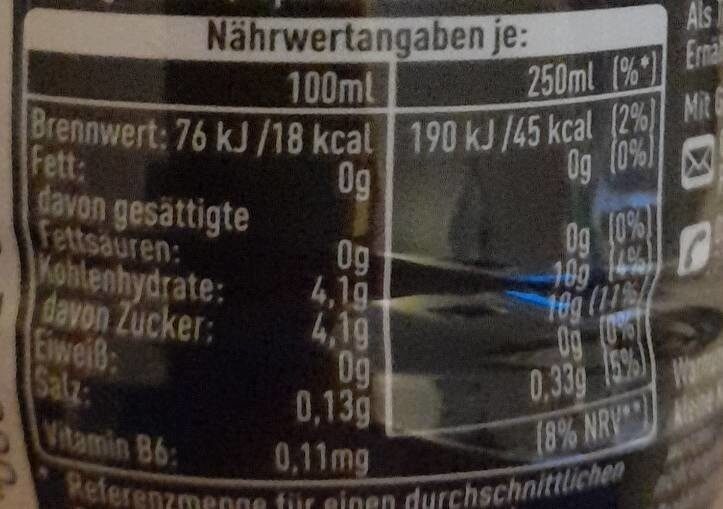 Nährwertangaben je:
100ml 250ml (%*)
Brennwert: 76 kJ/18 kcal 190 kJ/45 kcal (2%)
Fett: 0g 0g (0%)
davon gesättigte
Fettsäuren: 0g 0g (0%)
Kohlenhydrate: 4,1g 10g (4%)
davon Zucker: 4,1g 10g (11%)
Eiweiß: 0g 0g (0%)
Salz: 0,13g 0,33g (5%)
Vitamin B6: 0,11mg (8% NRV**)
* Referenzmenge für einen durchschnittlichen
Als
Mit